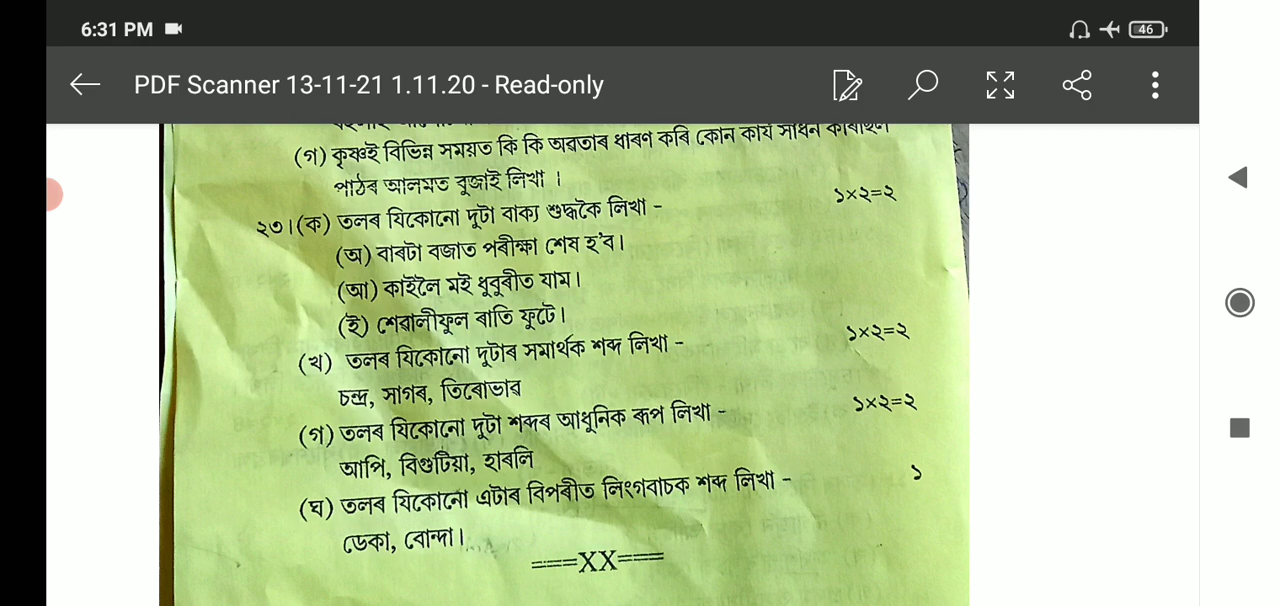 6:31 PM
46
PDF Scanner 13-11-21 1.11.20 - Read-only
(গ) কৃষ্ণই বিভিন্ন সময়ত কি কি অৱতাৰ ধাৰণ কৰি কোন কাৰ্য সাধন কৰিছিল
পাঠৰ আলমত বুজাই লিখা ।
২৩।(ক) তলৰ যিকোনো দুটা বাক্য শুদ্ধকৈ লিখা - ১×২=২
(অ) বাৰটা বজাত পৰীক্ষা শেষ হ'ব।
(আ) কাইলৈ মই ধুবুৰীত যাম।
(ই) শেৱালীফুল ৰাতি ফুটে।
(খ) তলৰ যিকোনো দুটাৰ সমাৰ্থক শব্দ লিখা - ১×২=২
চন্দ্ৰ, সাগৰ, তিৰোভাৱ
(গ) তলৰ যিকোনো দুটা শব্দৰ আধুনিক ৰূপ লিখা - ১×২=২
আপি, বিগুটিয়া, হাৰলি
(ঘ) তলৰ যিকোনো এটাৰ বিপৰীত লিংগবাচক শব্দ লিখা - ১
ডেকা, বোন্দা।
===XX===